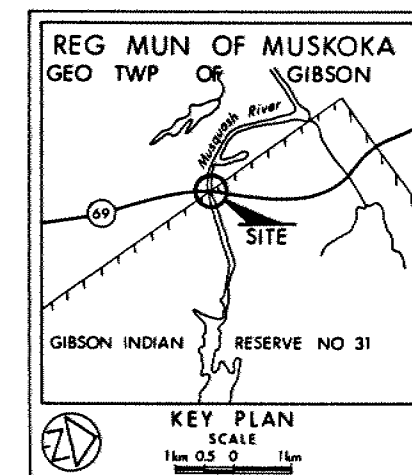 REG MUN OF MUSKOKA
GEO TWP OF GIBSON
Musquash River
69
SITE
GIBSON INDIAN RESERVE NO 31
N
KEY PLAN
SCALE
1km 0.5 0 1km